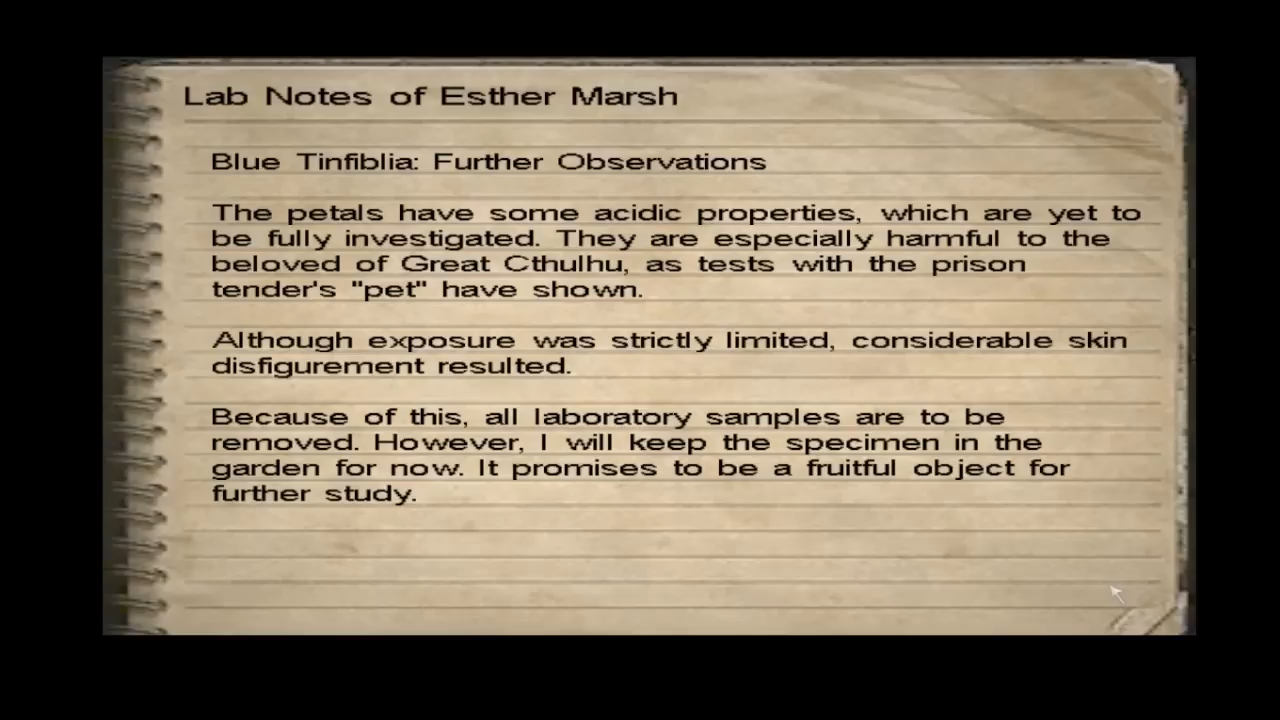 Lab Notes of Esther Marsh
Blue Tinfiblia: Further Observations
The petals have some acidic properties, which are yet to
be fully investigated. They are especially harmful to the
beloved of Great Cthulhu, as tests with the prison
tender's "pet" have shown.
Although exposure was strictly limited, considerable skin
disfigurement resulted.
Because of this, all laboratory samples are to be
removed. However, I will keep the specimen in the
garden for now. It promises to be a fruitful object for
further study.